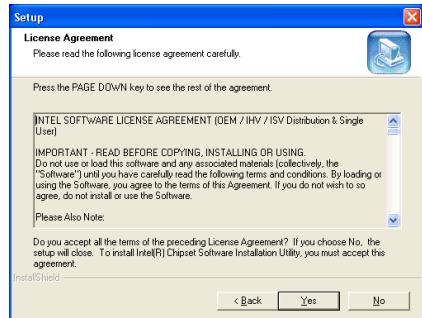 Setup
License Agreement
Please read the following license agreement carefully.
Press the PAGE DOWN key to see the rest of the agreement.
INTEL SOFTWARE LICENSE AGREEMENT (OEM / IHV / ISV Distribution & Single
User)
IMPORTANT - READ BEFORE COPYING, INSTALLING OR USING.
Do not use or load this software and any associated materials (collectively, the
"Software") until you have carefully read the following terms and conditions. By loading or
using the Software, you agree to the terms of this Agreement. If you do not wish to so
agree, do not install or use the Software.
Please Also Note:
Do you accept all the terms of the preceding License Agreement? If you choose No, the
setup will close. To install Intel(R) Chipset Software Installation Utility, you must accept this
agreement.
InstallShield
< Back
Yes
No